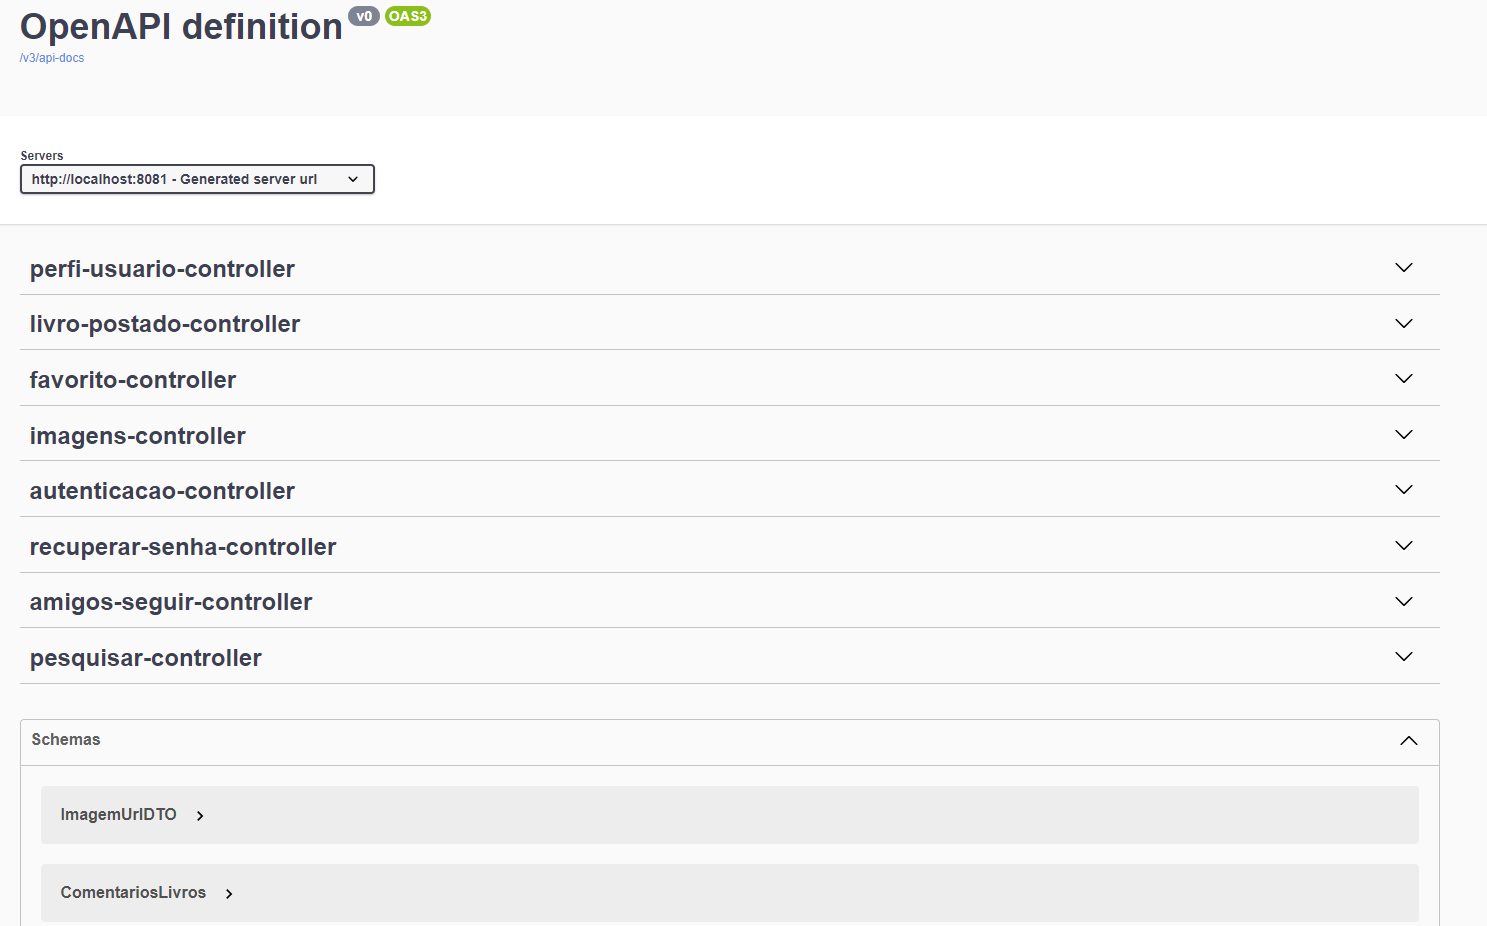 OpenAPI definition v0 OAS3
/v3/api-docs
Servers
http://localhost:8081 - Generated server url
perfi-usuario-controller
livro-postado-controller
favorito-controller
imagens-controller
autenticacao-controller
recuperar-senha-controller
amigos-seguir-controller
pesquisar-controller
Schemas
ImagemUrlDTO
ComentariosLivros